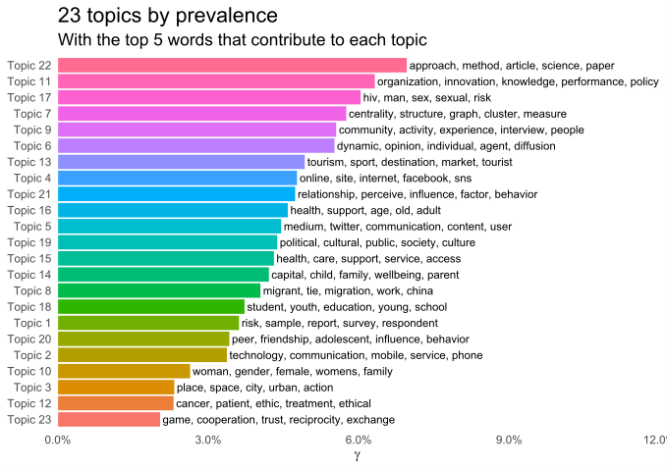 23 topics by prevalence
With the top 5 words that contribute to each topic
Topic 22 approach, method, article, science, paper
Topic 11 organization, innovation, knowledge, performance, policy
Topic 17 hiv, man, sex, sexual, risk
Topic 7 centrality, structure, graph, cluster, measure
Topic 9 community, activity, experience, interview, people
Topic 6 dynamic, opinion, individual, agent, diffusion
Topic 13 tourism, sport, destination, market, tourist
Topic 4 online, site, internet, facebook, sns
Topic 21 relationship, perceive, influence, factor, behavior
Topic 16 health, support, age, old, adult
Topic 5 medium, twitter, communication, content, user
Topic 19 political, cultural, public, society, culture
Topic 15 health, care, support, service, access
Topic 14 capital, child, family, wellbeing, parent
Topic 8 migrant, tie, migration, work, china
Topic 18 student, youth, education, young, school
Topic 1 risk, sample, report, survey, respondent
Topic 20 peer, friendship, adolescent, influence, behavior
Topic 2 technology, communication, mobile, service, phone
Topic 10 woman, gender, female, womens, family
Topic 3 place, space, city, urban, action
Topic 12 cancer, patient, ethic, treatment, ethical
Topic 23 game, cooperation, trust, reciprocity, exchange
0.0% 3.0% 6.0% 9.0% 12.0%
γ